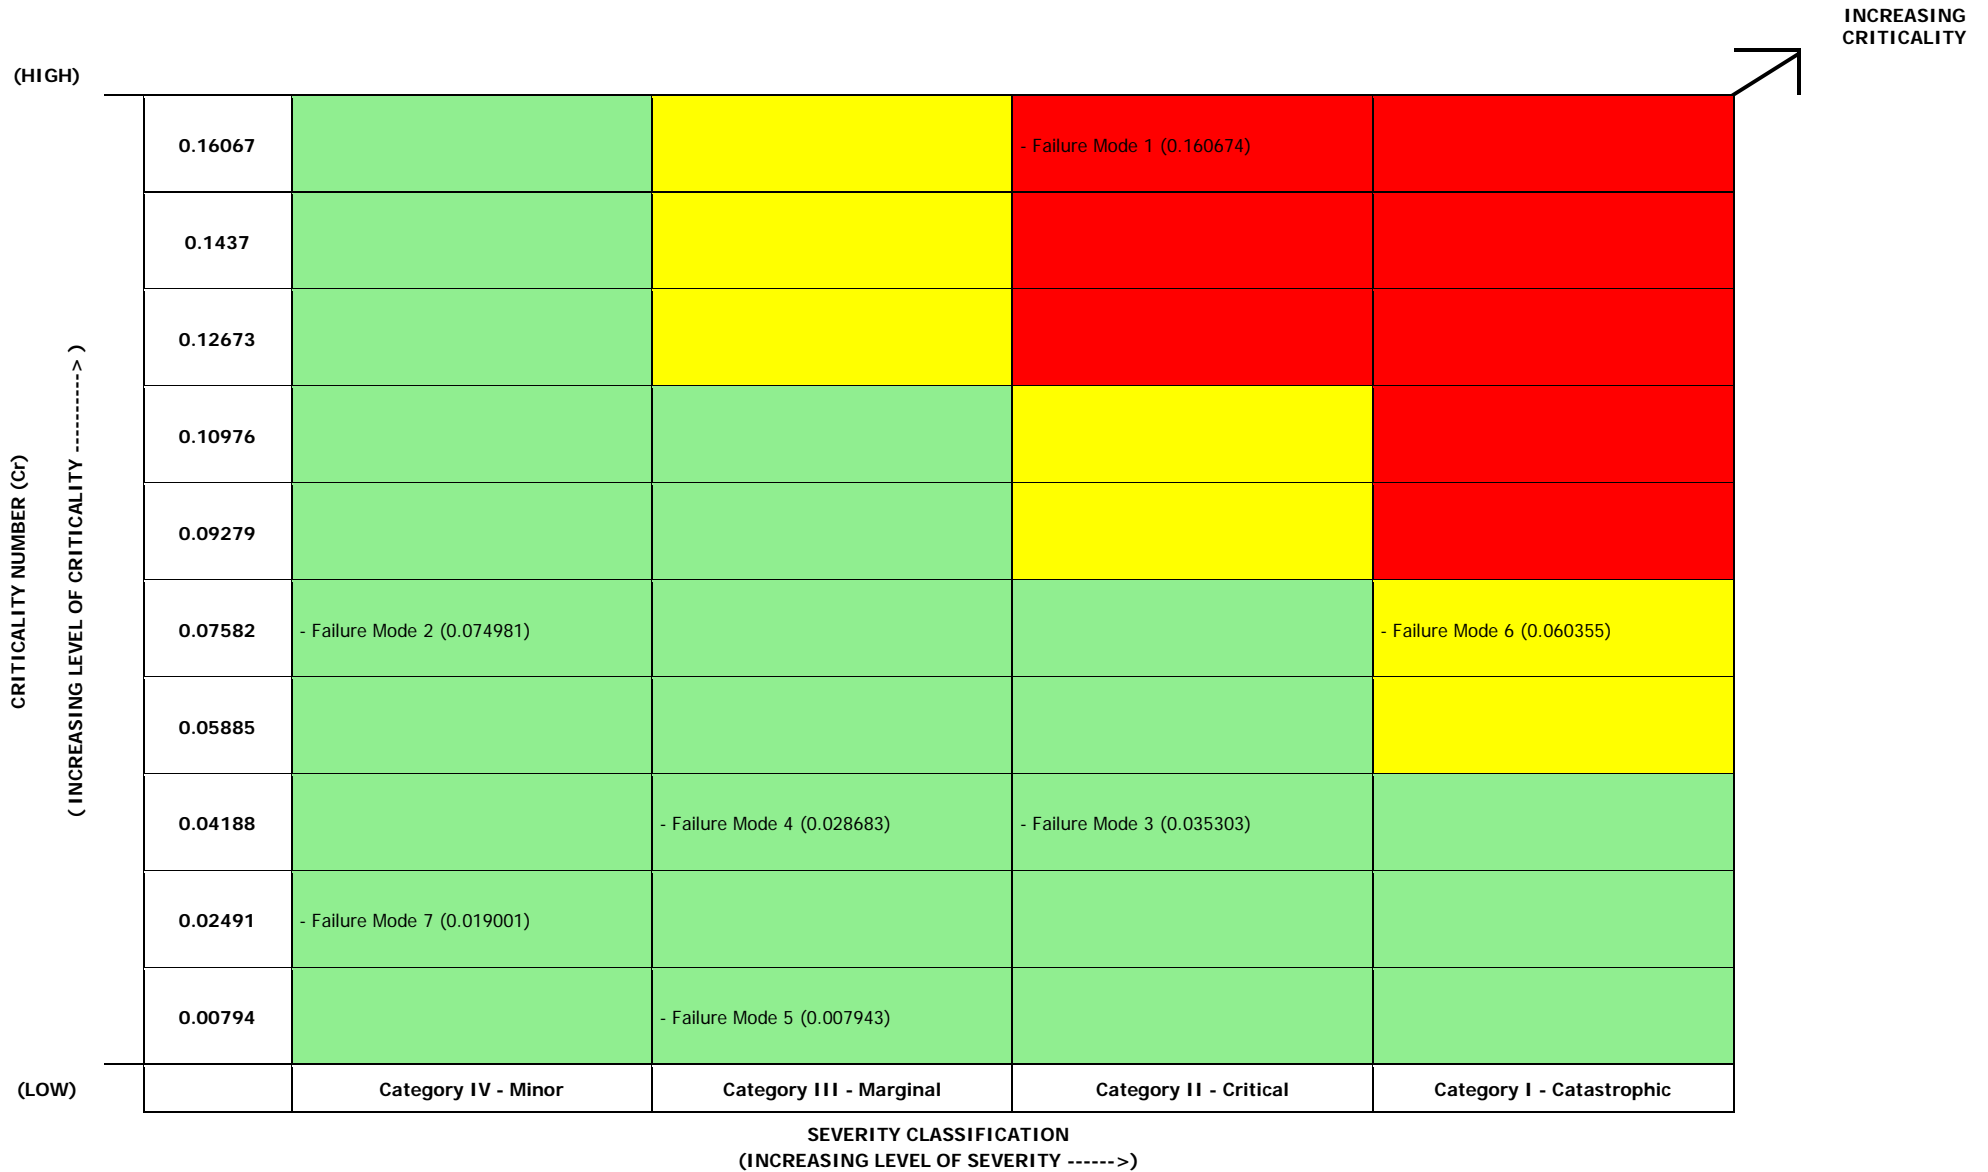 INCREASING
CRITICALITY
(HIGH)
0.16067
- Failure Mode 1 (0.160674)
0.1437
0.12673
0.10976
0.09279
0.07582
- Failure Mode 2 (0.074981)
- Failure Mode 6 (0.060355)
0.05885
0.04188
- Failure Mode 4 (0.028683)
- Failure Mode 3 (0.035303)
0.02491
- Failure Mode 7 (0.019001)
0.00794
- Failure Mode 5 (0.007943)
CRITICALITY NUMBER (Cr)
(INCREASING LEVEL OF CRITICALITY ----------->)
(LOW)
Category IV - Minor
Category III - Marginal
Category II - Critical
Category I - Catastrophic
SEVERITY CLASSIFICATION
(INCREASING LEVEL OF SEVERITY ------>)